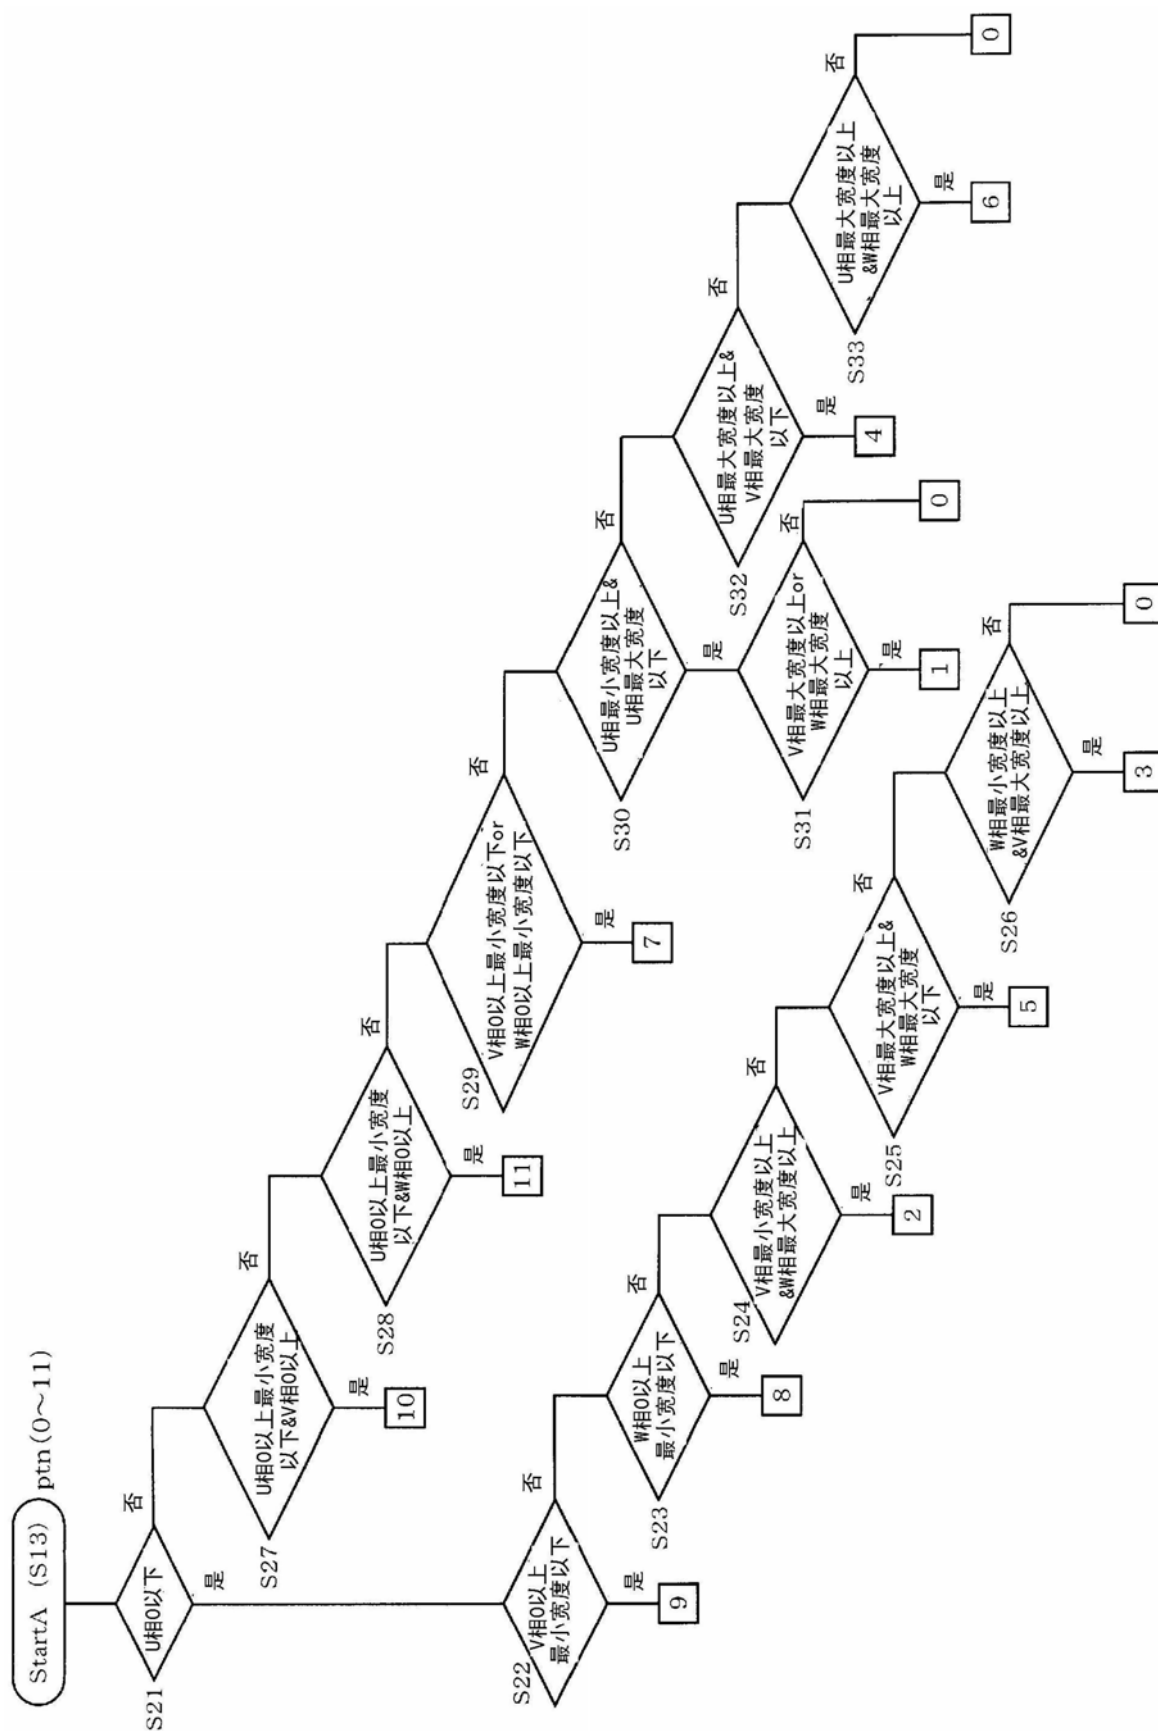 StartA (S13)
ptn(0～11)
S21
U相0以下
否
是
S27
U相0以上最小宽度
以下&V相0以上
否
是
10
S28
U相0以上最小宽度
以下&W相0以上
否
是
11
S29
V相0以上最小宽度以下or
W相0以上最小宽度以下
否
是
7
S30
U相最小宽度以上&
U相最大宽度
以下
否
是
S31
V相最大宽度以上or
W相最大宽度
以上
否
是
1
0
S32
U相最大宽度以上&
V相最大宽度
以下
否
是
4
S33
U相最大宽度以上
&W相最大宽度
以上
否
是
6
0
S22
V相0以上
最小宽度以下
否
是
9
S23
W相0以上
最小宽度以下
否
是
8
S24
V相最小宽度以上
&W相最大宽度以上
否
是
2
S25
V相最大宽度以上&
W相最大宽度
以下
否
是
5
S26
W相最小宽度以上
&V相最大宽度以上
否
是
3
0